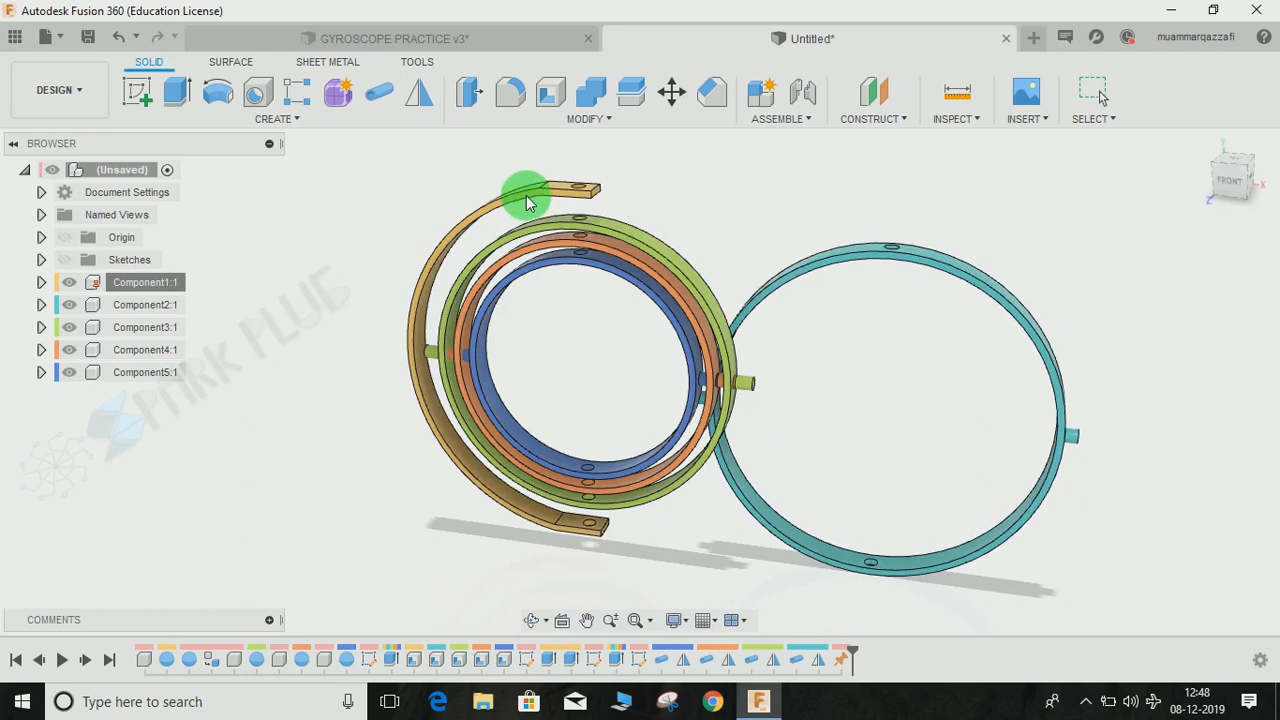 Autodesk Fusion 360 (Education License)
GYROSCOPE PRACTICE v3*
Untitled*
muammarqazzafi
SOLID SURFACE SHEET METAL TOOLS
DESIGN
CREATE MODIFY ASSEMBLE CONSTRUCT INSPECT INSERT SELECT
BROWSER
(Unsaved)
Document Settings
Named Views
Origin
Sketches
Component1:1
Component2:1
Component3:1
Component4:1
Component5:1
FRONT
Y
X
Z
SPARK PLUE
COMMENTS
Type here to search
12:48
08-12-2019